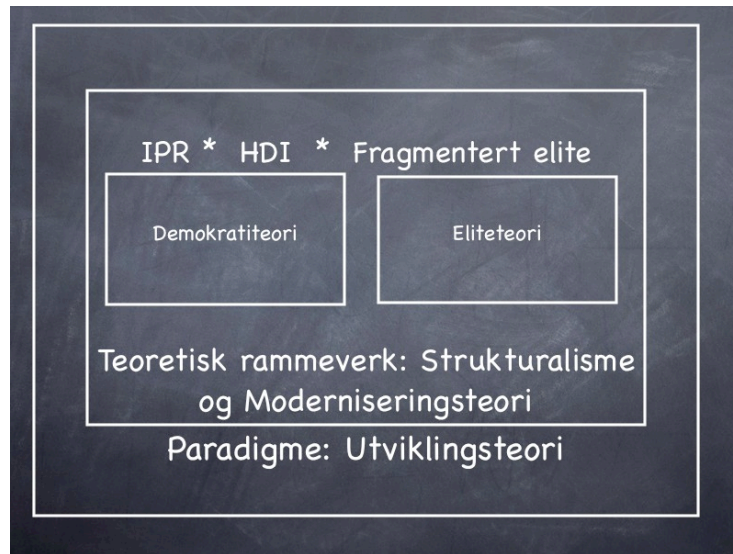 IPR * HDI * Fragmentert elite
Demokratiteori
Eliteteori
Teoretisk rammeverk: Strukturalisme
og Moderniseringsteori
Paradigme: Utviklingsteori